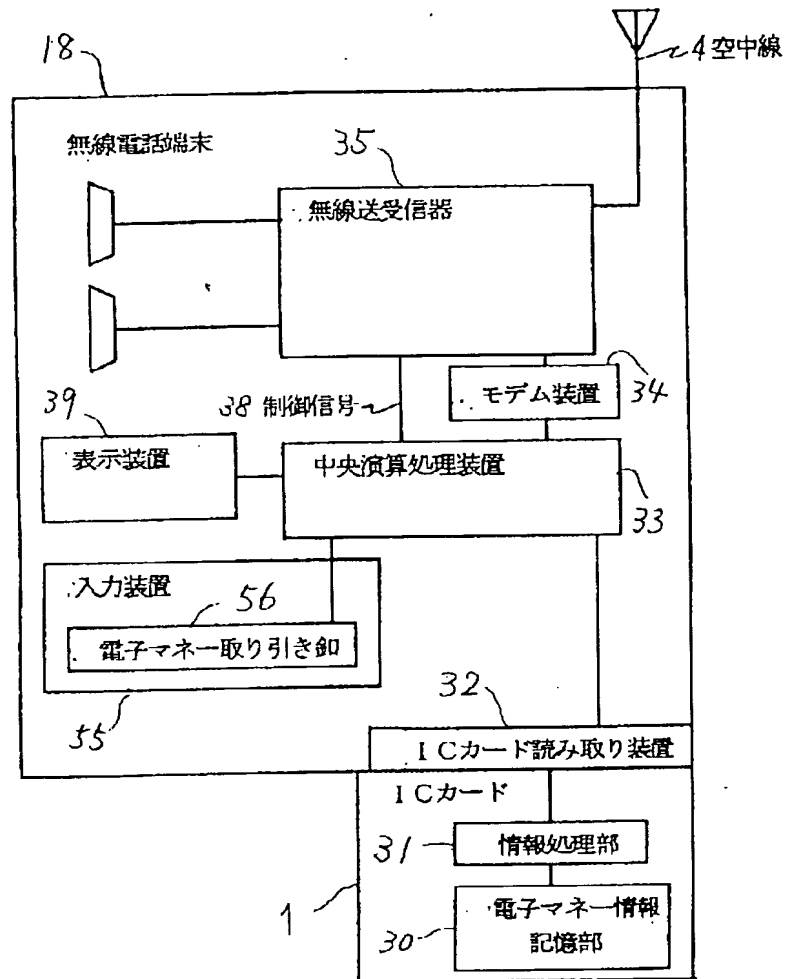 18
4 空中線
無線電話端末
35
無線送受信器
39
38 制御信号
モデム装置
34
表示装置
中央演算処理装置
33
入力装置
56
電子マネー取り引き釦
55
32
ICカード読み取り装置
ICカード
31
情報処理部
1
電子マネー情報
記憶部
30